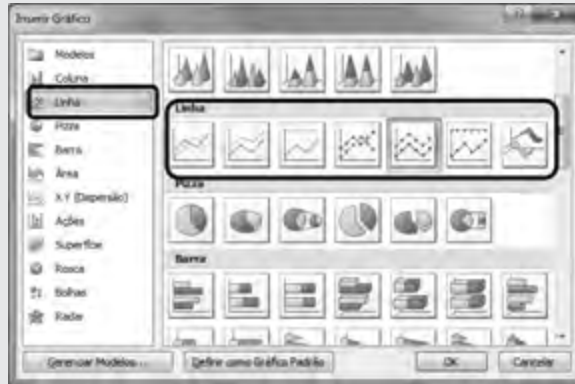 Inserir Gráfico
Modelos
Coluna
Linha
Pizza
Barra
Área
X Y (Dispersão)
Ações
Superfície
Rosca
Bolhas
Radar
Linha
Pizza
Barra
Gerenciar Modelos...
Definir como Gráfico Padrão
OK
Cancelar